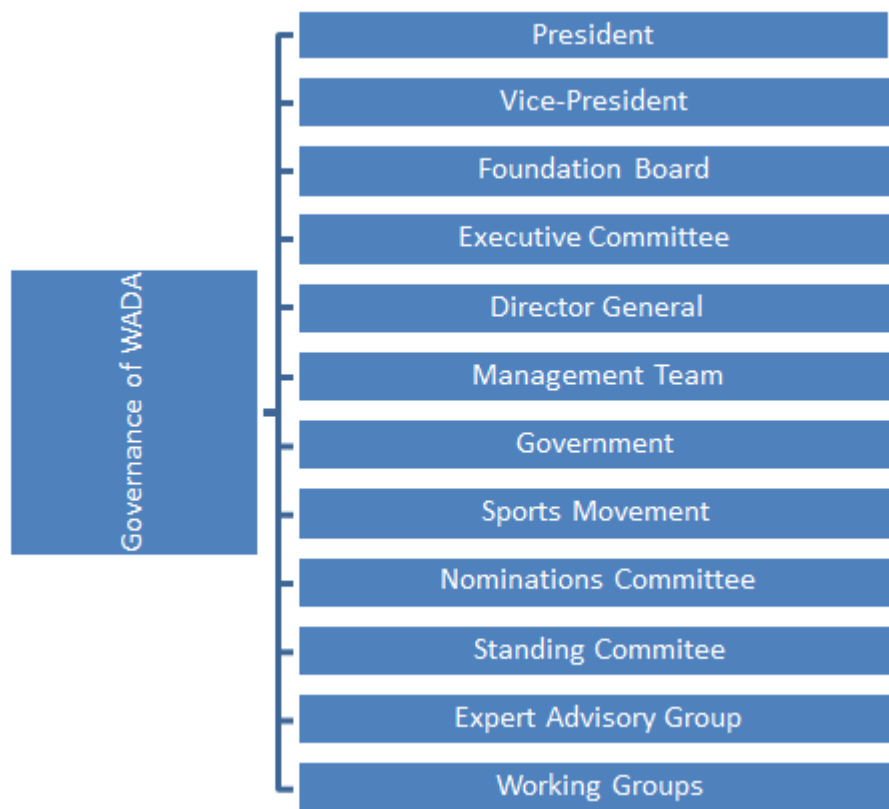 President
Vice-President
Foundation Board
Executive Committee
Governance of WADA
Director General
Management Team
Government
Sports Movement
Nominations Committee
Standing Commitee
Expert Advisory Group
Working Groups